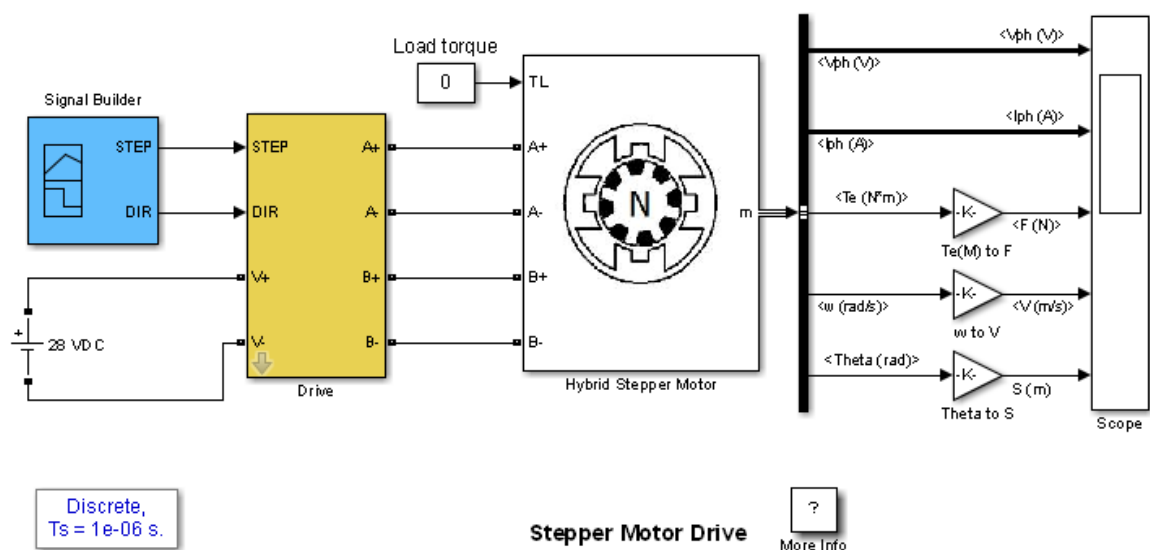 Load torque
0
TL
Signal Builder
STEP
DIR
STEP
DIR
V+
V-
A+
A-
B+
B-
Drive
28 VDC
A+
A-
B+
B-
N
m
Hybrid Stepper Motor
<Vph (V)>
<Vph (V)>
<Iph (A)>
<Iph (A)>
<Te (N*m)>
-K-
<F (N)>
Te(M) to F
<w (rad/s)>
-K-
<V (m/s)>
w to V
<Theta (rad)>
-K-
S (m)
Theta to S
Scope
Discrete,
Ts = 1e-06 s.
Stepper Motor Drive
?
More Info